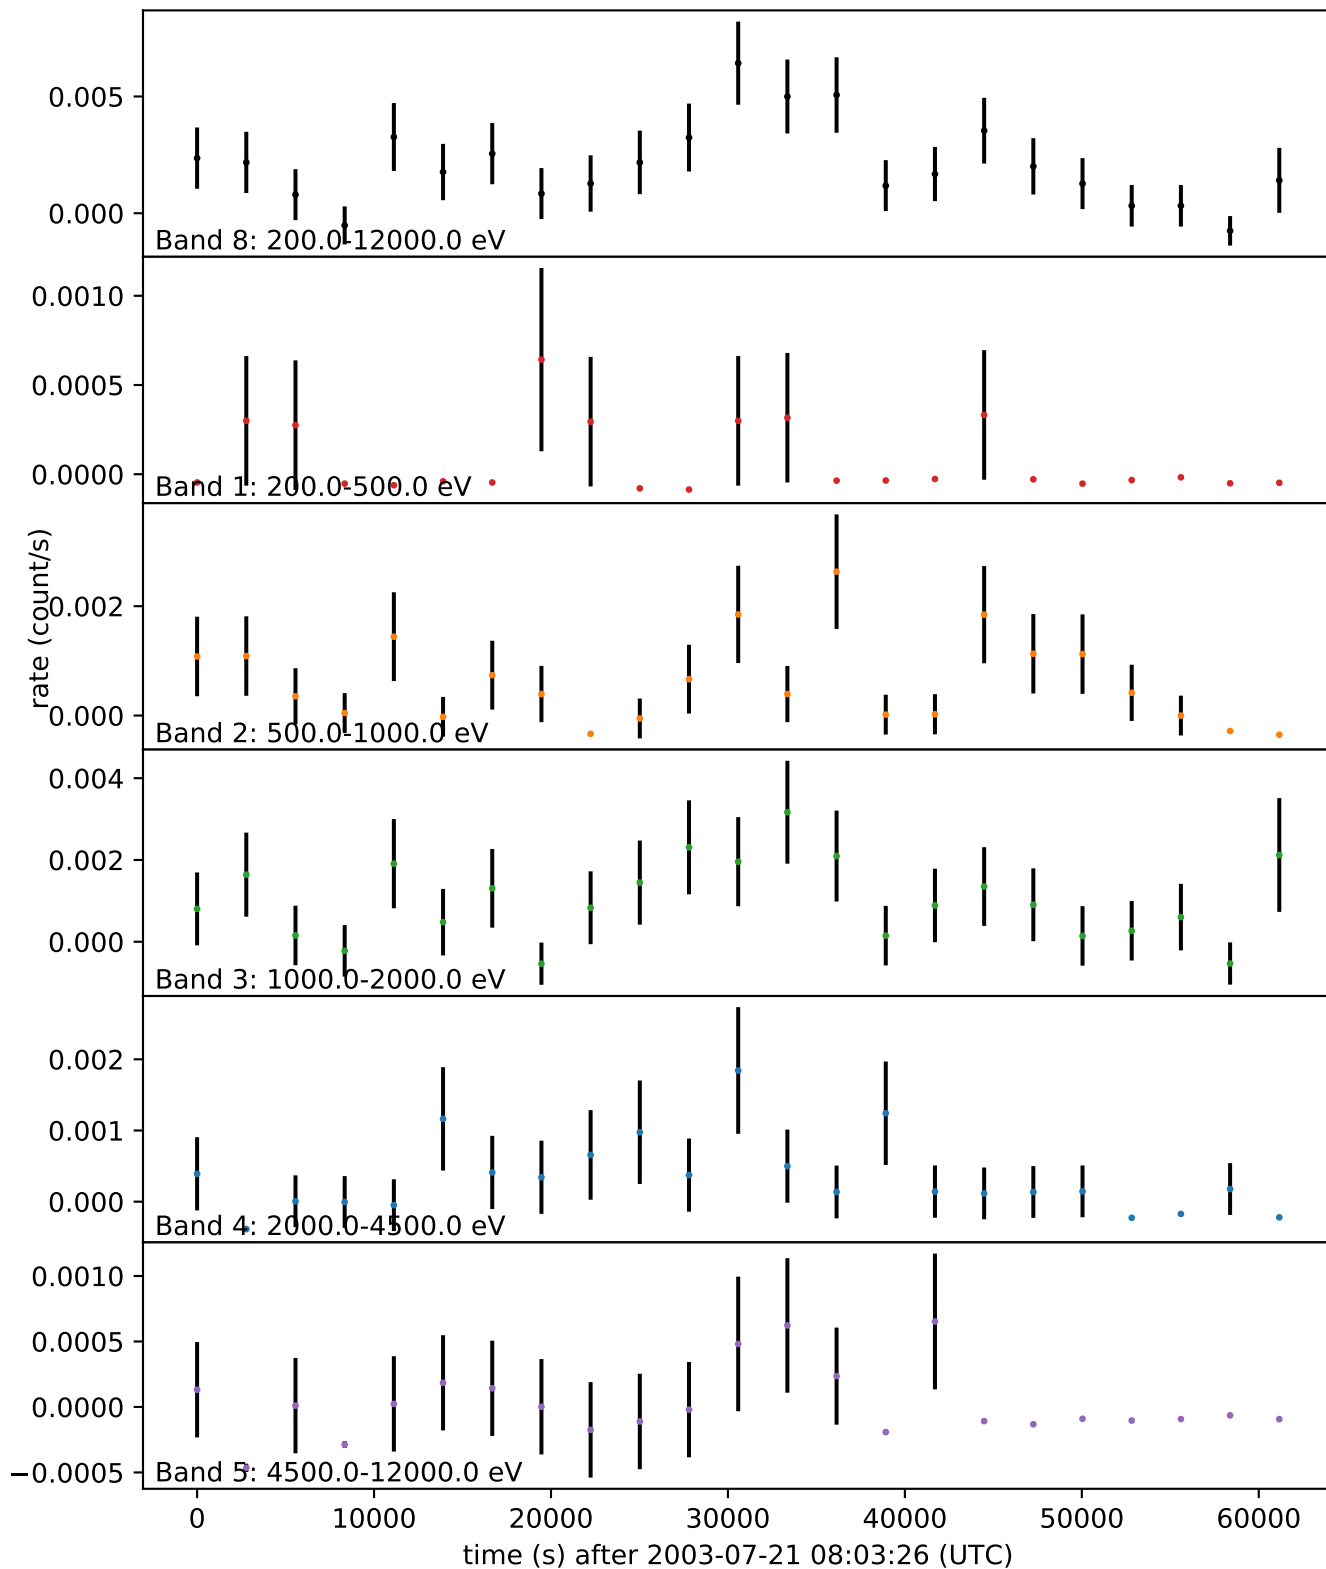 0.005
0.000
Band 8: 200.0-12000.0 eV
0.0010
0.0005
0.0000
Band 1: 200.0-500.0 eV
rate (count/s)
0.002
0.000
Band 2: 500.0-1000.0 eV
0.004
0.002
0.000
Band 3: 1000.0-2000.0 eV
0.002
0.001
0.000
Band 4: 2000.0-4500.0 eV
0.0010
0.0005
0.0000
−0.0005
Band 5: 4500.0-12000.0 eV
0 10000 20000 30000 40000 50000 60000
time (s) after 2003-07-21 08:03:26 (UTC)